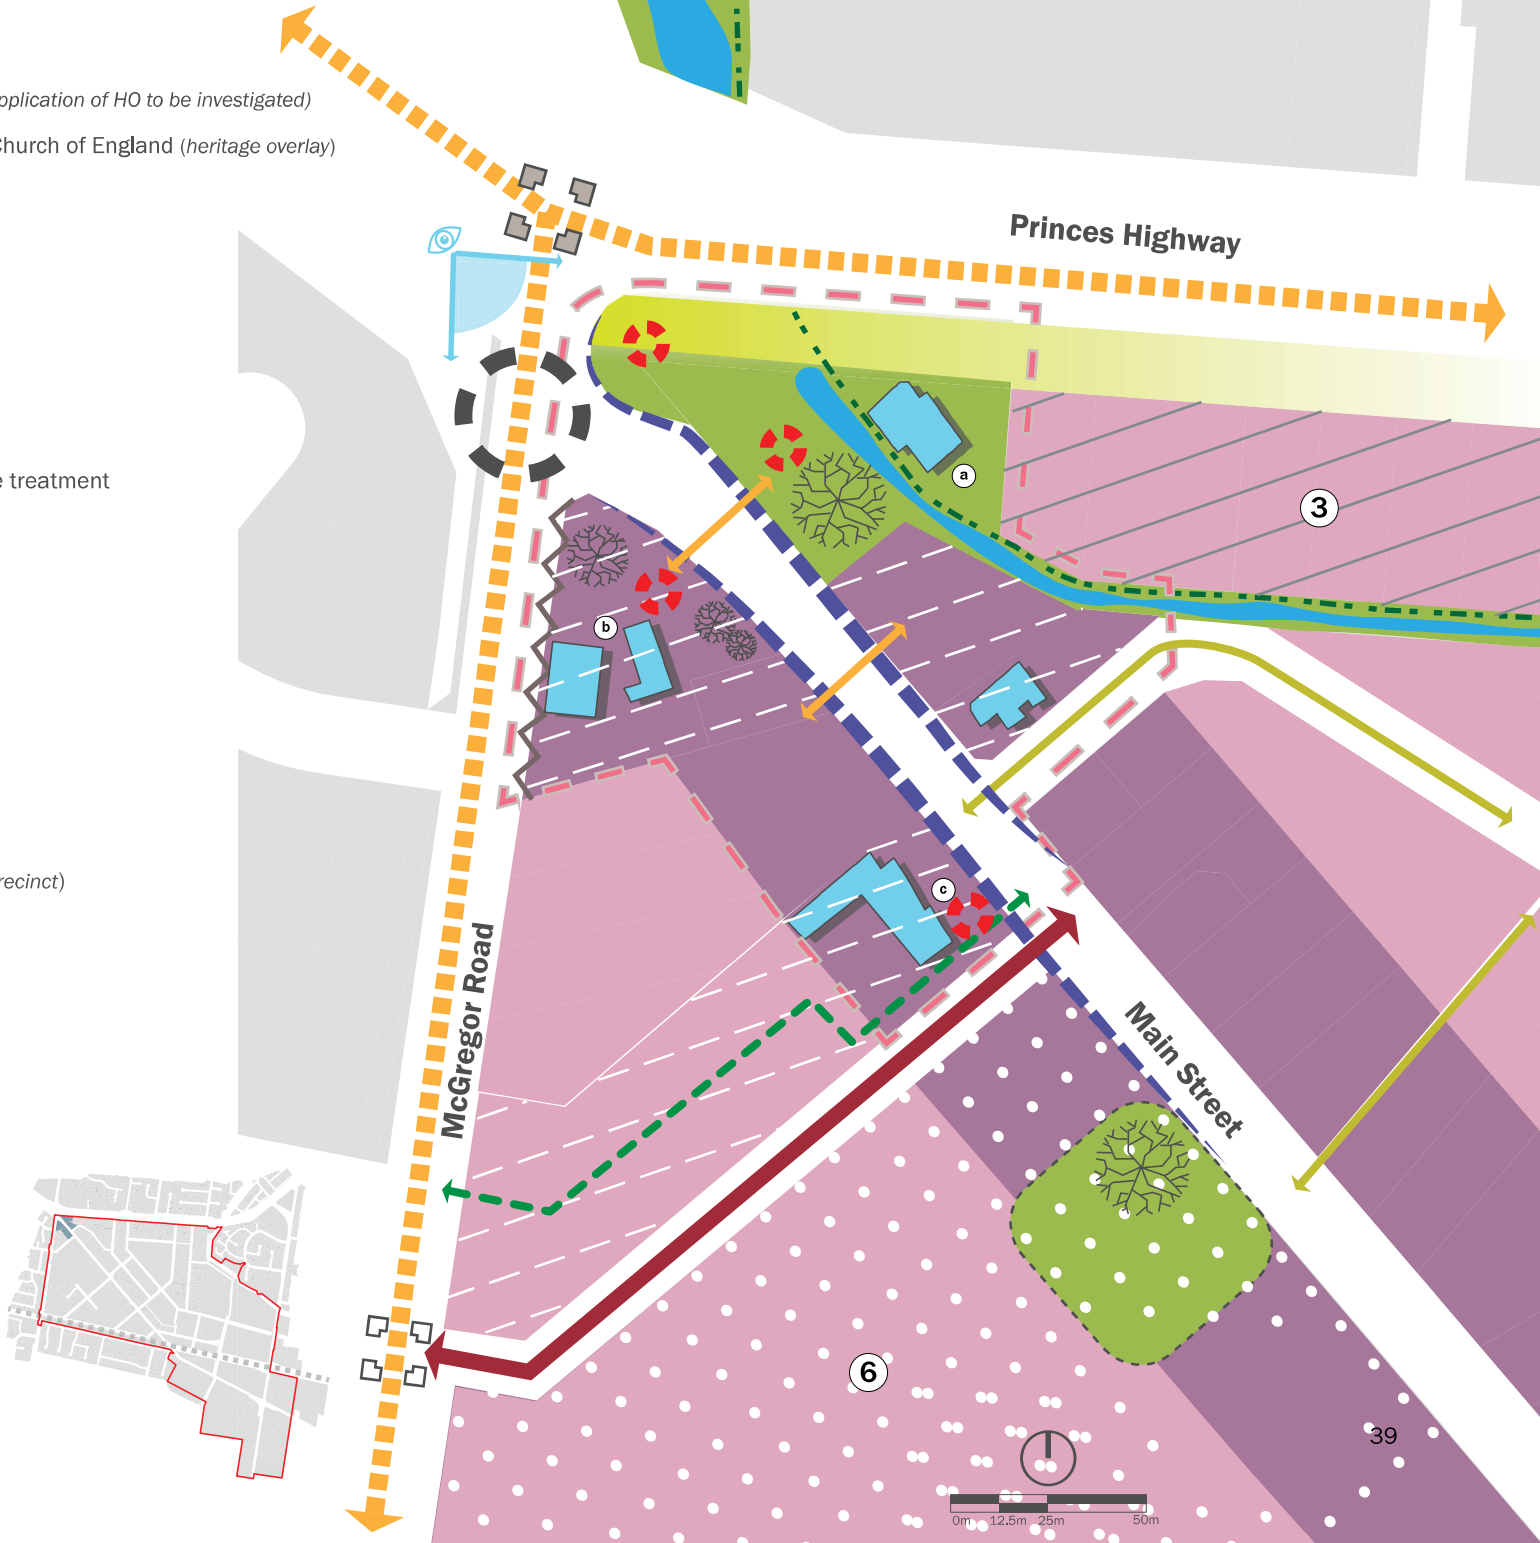 pplication of HO to be investigated)
Church of England (heritage overlay)
Princes Highway
e treatment
a
3
b
recinct)
c
McGregor Road
Main Street
6
39
0m 12.5m 25m 50m